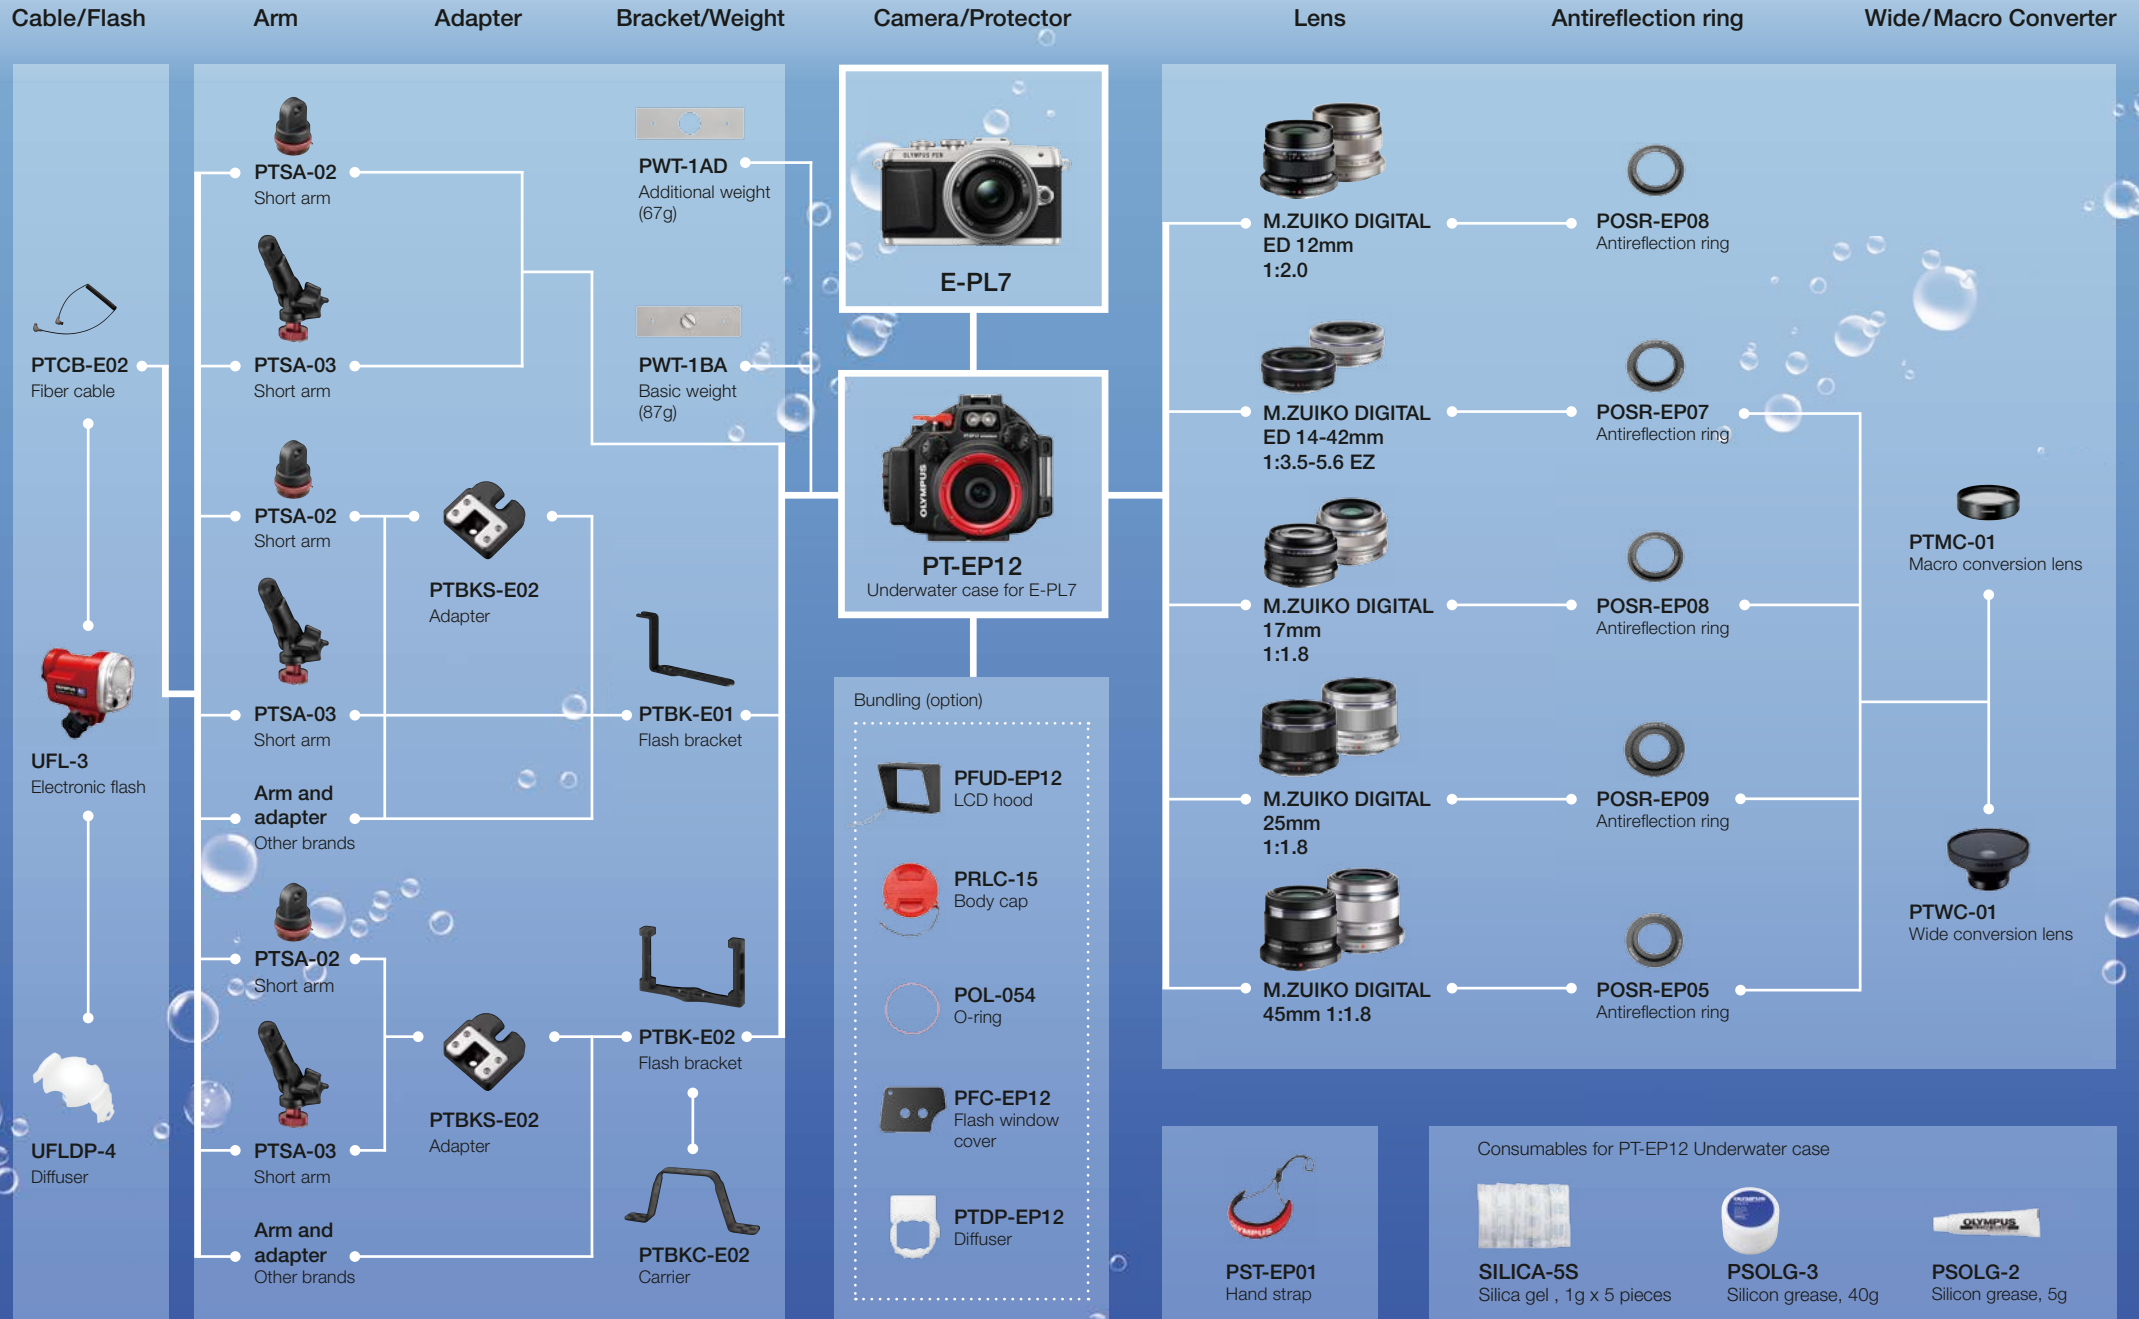 Cable/Flash
Arm
Adapter
Bracket/Weight
Camera/Protector
Lens
Antireflection ring
Wide/Macro Converter
PTCB-E02
Fiber cable
UFL-3
Electronic flash
UFLDP-4
Diffuser
PTSA-02
Short arm
PTSA-03
Short arm
PTSA-02
Short arm
PTSA-03
Short arm
Arm and
adapter
Other brands
PTSA-02
Short arm
PTSA-03
Short arm
Arm and
adapter
Other brands
PTBKS-E02
Adapter
PTBKS-E02
Adapter
PWT-1AD
Additional weight
(67g)
PWT-1BA
Basic weight
(87g)
PTBK-E01
Flash bracket
PTBK-E02
Flash bracket
PTBKC-E02
Carrier
OLYMPUS PEN
E-PL7
OLYMPUS
PT-EP12
Underwater case for E-PL7
Bundling (option)
PFUD-EP12
LCD hood
PRLC-15
Body cap
POL-054
O-ring
PFC-EP12
Flash window
cover
PTDP-EP12
Diffuser
M.ZUIKO DIGITAL
ED 12mm
1:2.0
M.ZUIKO DIGITAL
ED 14-42mm
1:3.5-5.6 EZ
M.ZUIKO DIGITAL
17mm
1:1.8
M.ZUIKO DIGITAL
25mm
1:1.8
M.ZUIKO DIGITAL
45mm 1:1.8
POSR-EP08
Antireflection ring
POSR-EP07
Antireflection ring
POSR-EP08
Antireflection ring
POSR-EP09
Antireflection ring
POSR-EP05
Antireflection ring
PTMC-01
Macro conversion lens
PTWC-01
Wide conversion lens
PST-EP01
Hand strap
Consumables for PT-EP12 Underwater case
SILICA-5S
Silica gel , 1g x 5 pieces
PSOLG-3
Silicon grease, 40g
OLYMPUS
PSOLG-2
Silicon grease, 5g